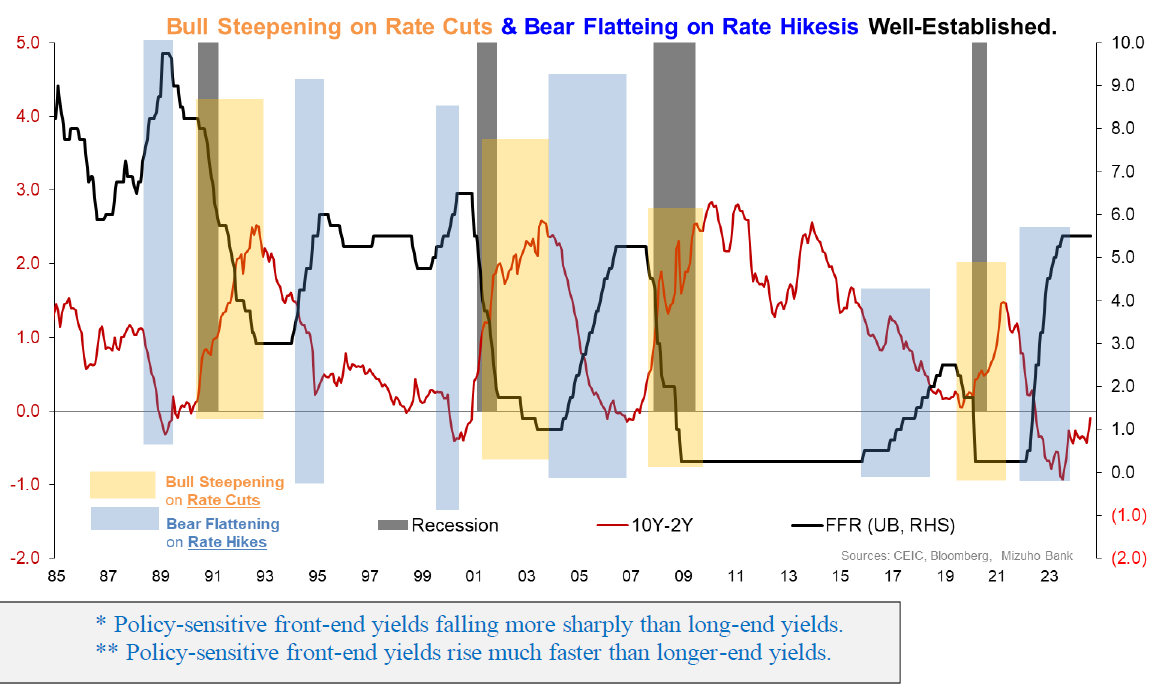 Bull Steepening on Rate Cuts & Bear Flatteing on Rate Hikesis Well-Established.
5.0
4.0
3.0
2.0
1.0
0.0
-1.0
-2.0
10.0
9.0
8.0
7.0
6.0
5.0
4.0
3.0
2.0
1.0
0.0
(1.0)
(2.0)
Bull Steepening
on Rate Cuts
Bear Flattening
on Rate Hikes
Recession
10Y-2Y
FFR (UB, RHS)
Sources: CEIC, Bloomberg, Mizuho Bank
85 87 89 91 93 95 97 99 01 03 05 07 09 11 13 15 17 19 21 23
* Policy-sensitive front-end yields falling more sharply than long-end yields.
** Policy-sensitive front-end yields rise much faster than longer-end yields.